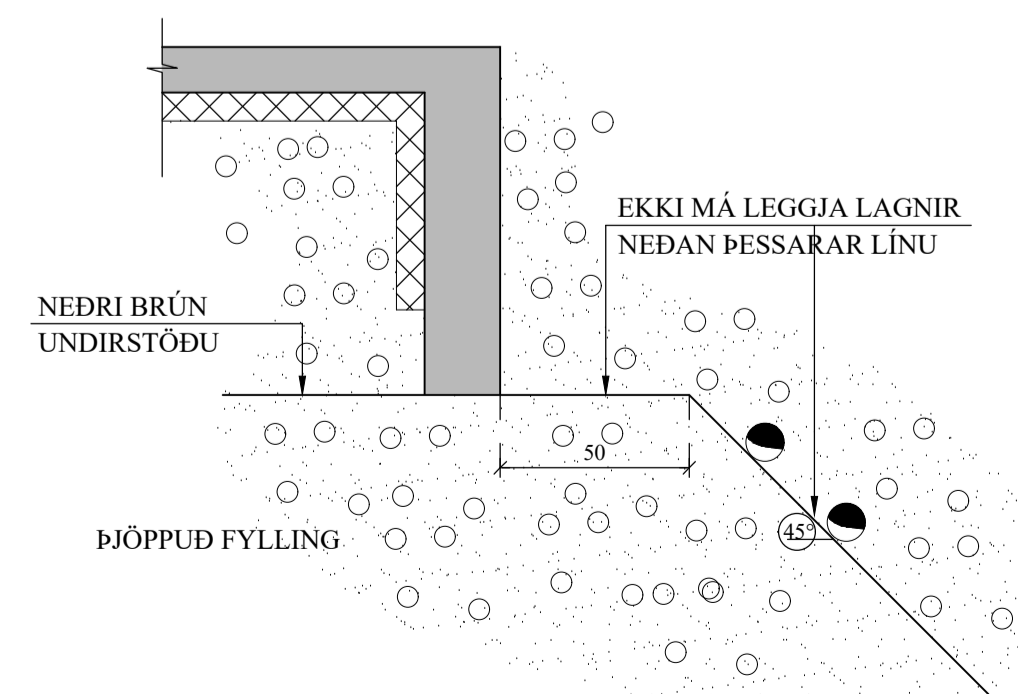 EKKI MÁ LEGGJA LAGNIR
NEÐAN ÞESSARAR LÍNU
NEÐRI BRÚN
UNDIRSTÖÐU
50
45°
ÞJÖPPUÐ FYLLING